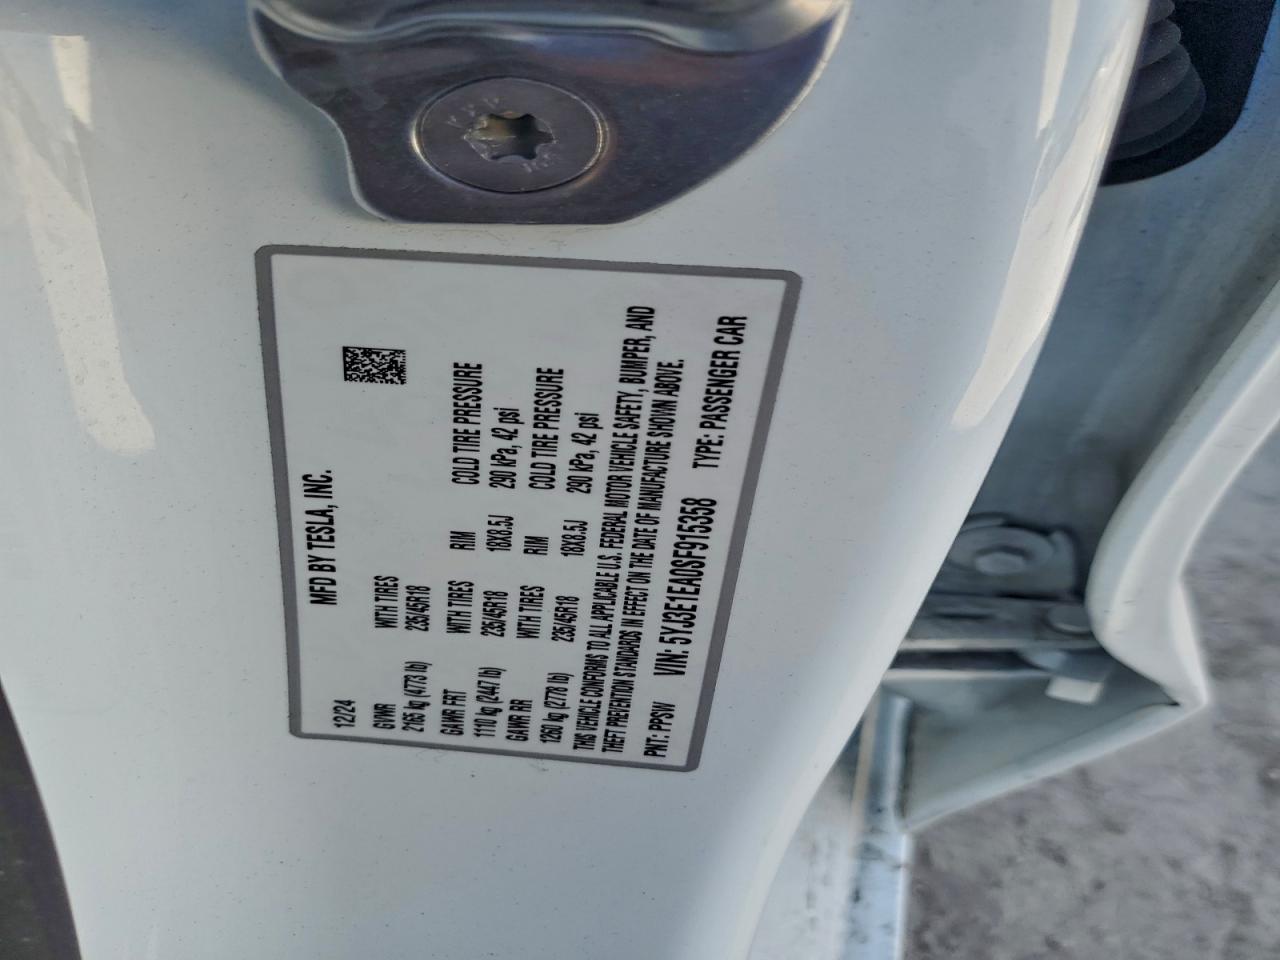 MFD BY TESLA, INC.
12/24
GVWR WITH TIRES
2165 kg (4773 lb) 235/45R18
GAWR FRT WITH TIRES RIM COLD TIRE PRESSURE
1110 kg (2447 lb) 235/45R18 18X8.5J 290 kPa, 42 psi
GAWR RR WITH TIRES RIM COLD TIRE PRESSURE
1260 kg (2778 lb) 235/45R18 18X8.5J 290 kPa, 42 psi
THIS VEHICLE CONFORMS TO ALL APPLICABLE U.S. FEDERAL MOTOR VEHICLE SAFETY, BUMPER, AND
THEFT PREVENTION STANDARDS IN EFFECT ON THE DATE OF MANUFACTURE SHOWN ABOVE.
PNT: PPSW VIN: 5YJ3E1EA0SF915358 TYPE: PASSENGER CAR